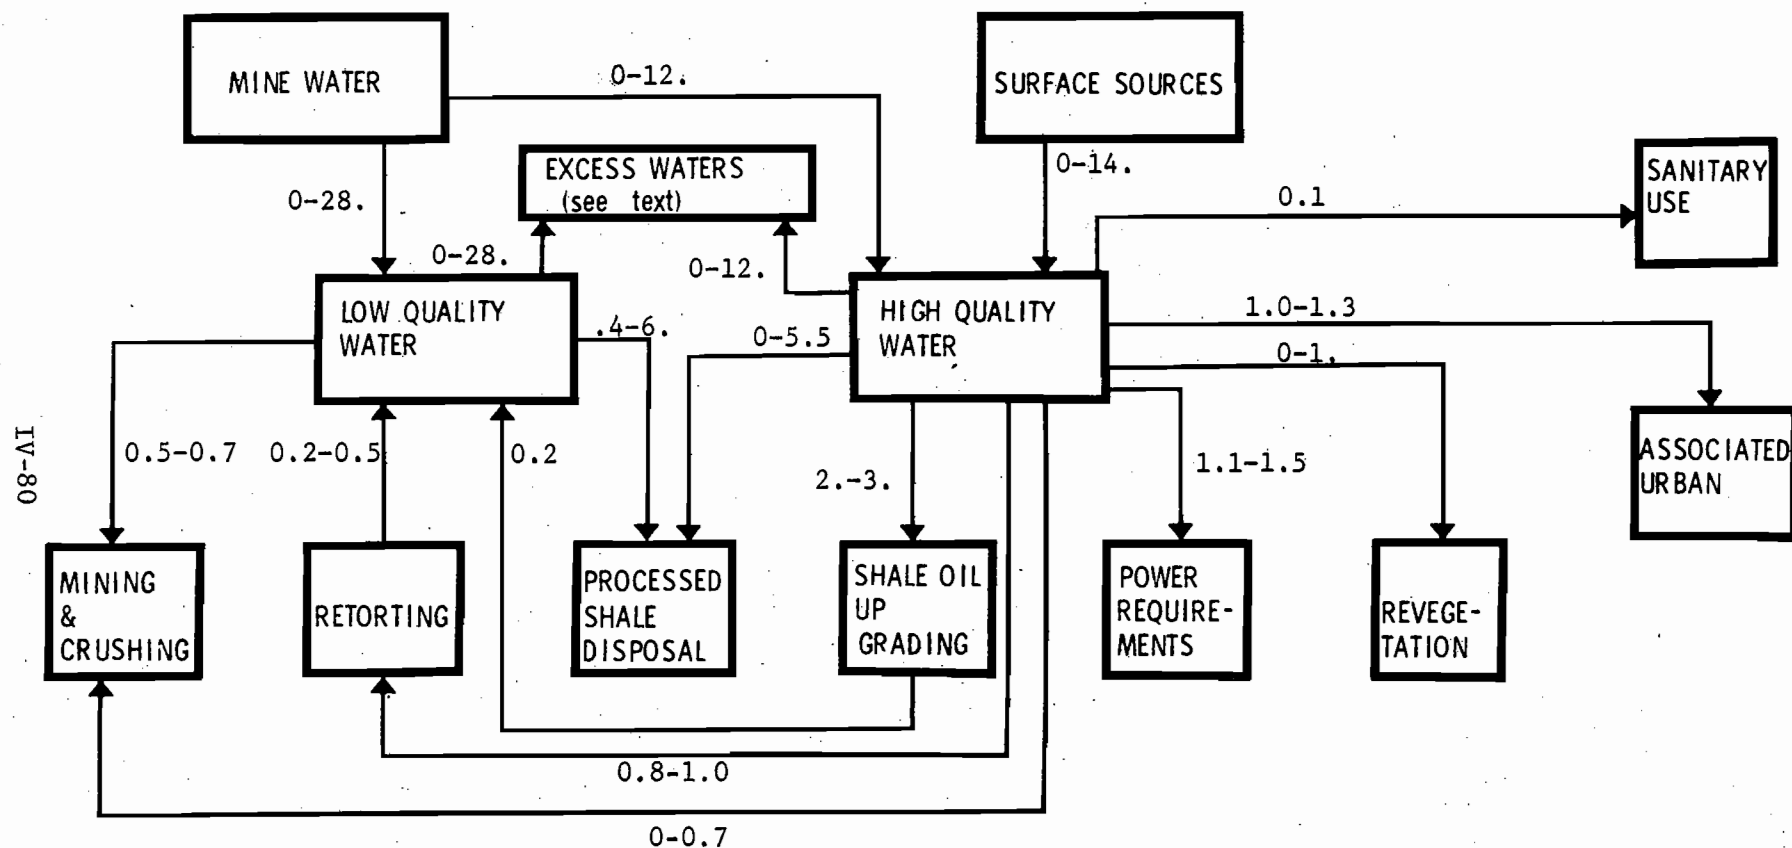 MINE WATER
0-12.
SURFACE SOURCES
0-28.
EXCESS WATERS
(see text)
0-14.
SANITARY
USE
0.1
0-28.
0-12.
LOW QUALITY
WATER
.4-6.
0-5.5
HIGH QUALITY
WATER
1.0-1.3
0-1.
ASSOCIATED
URBAN
IV-80
0.5-0.7
0.2-0.5
0.2
2.-3.
1.1-1.5
MINING
&
CRUSHING
RETORTING
PROCESSED
SHALE
DISPOSAL
SHALE OIL
UP
GRADING
POWER
REQUIRE-
MENTS
REVEGE-
TATION
0.8-1.0
0-0.7